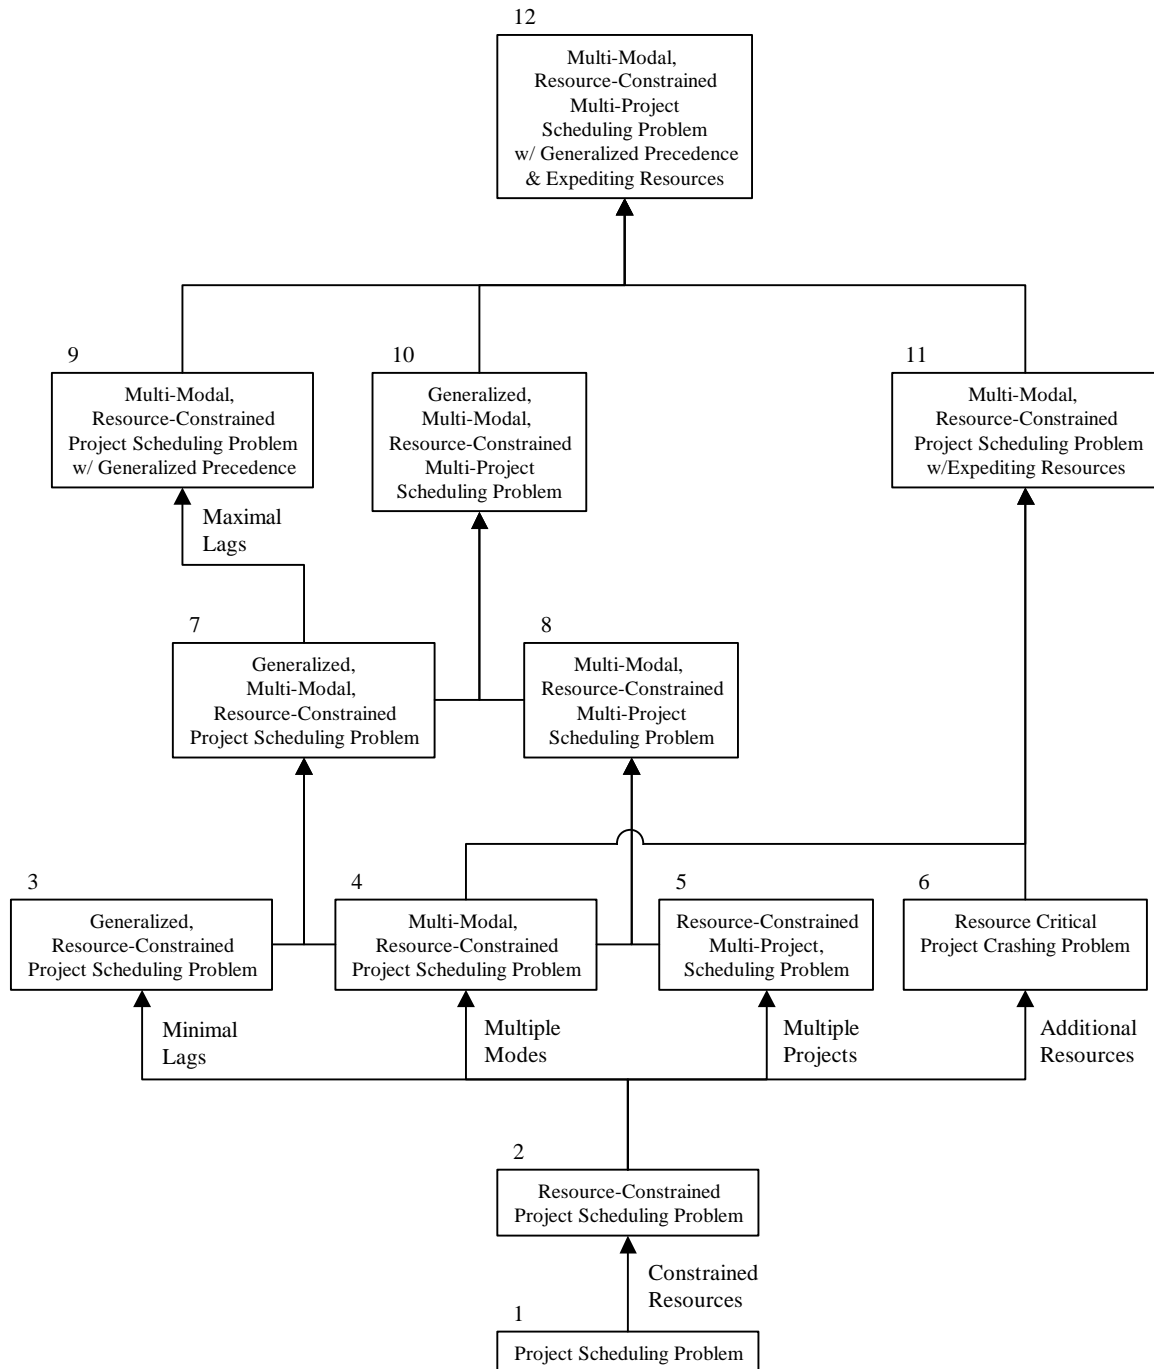 12
Multi-Modal,
Resource-Constrained
Multi-Project
Scheduling Problem
w/ Generalized Precedence
& Expediting Resources
9
Multi-Modal,
Resource-Constrained
Project Scheduling Problem
w/ Generalized Precedence
10
Generalized,
Multi-Modal,
Resource-Constrained
Multi-Project
Scheduling Problem
11
Multi-Modal,
Resource-Constrained
Project Scheduling Problem
w/Expediting Resources
Maximal
Lags
7
Generalized,
Multi-Modal,
Resource-Constrained
Project Scheduling Problem
8
Multi-Modal,
Resource-Constrained
Multi-Project
Scheduling Problem
3
Generalized,
Resource-Constrained
Project Scheduling Problem
4
Multi-Modal,
Resource-Constrained
Project Scheduling Problem
5
Resource-Constrained
Multi-Project,
Scheduling Problem
6
Resource Critical
Project Crashing Problem
Minimal
Lags
Multiple
Modes
Multiple
Projects
Additional
Resources
2
Resource-Constrained
Project Scheduling Problem
Constrained
Resources
1
Project Scheduling Problem